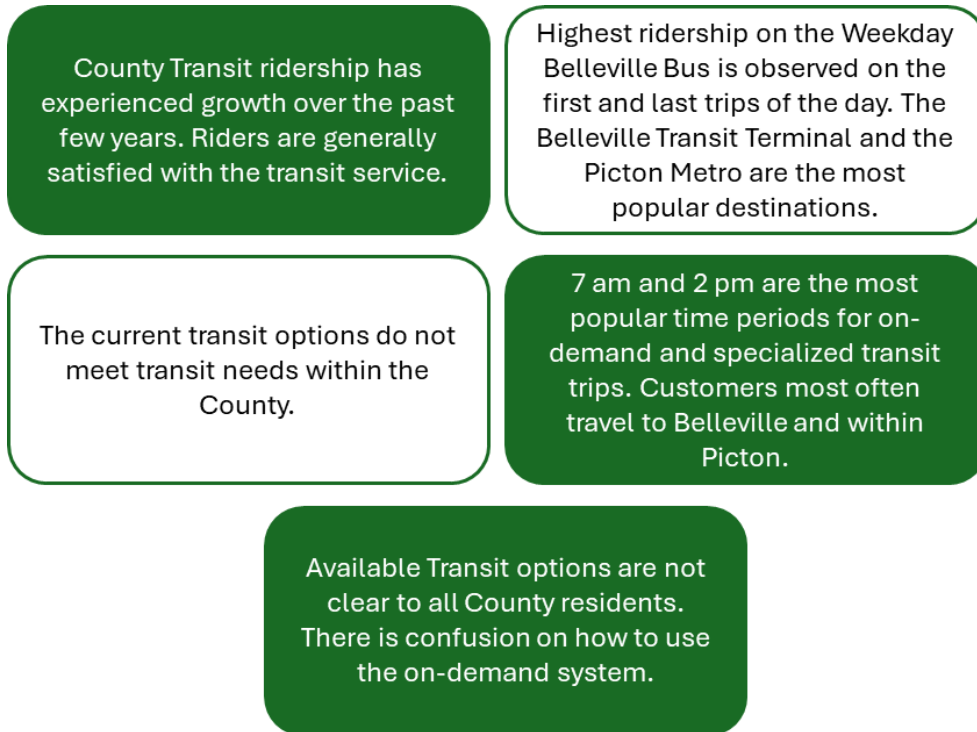 County Transit ridership has
experienced growth over the past
few years. Riders are generally
satisfied with the transit service.
Highest ridership on the Weekday
Belleville Bus is observed on the
first and last trips of the day. The
Belleville Transit Terminal and the
Picton Metro are the most
popular destinations.
The current transit options do not
meet transit needs within the
County.
7 am and 2 pm are the most
popular time periods for on-
demand and specialized transit
trips. Customers most often
travel to Belleville and within
Picton.
Available Transit options are not
clear to all County residents.
There is confusion on how to use
the on-demand system.